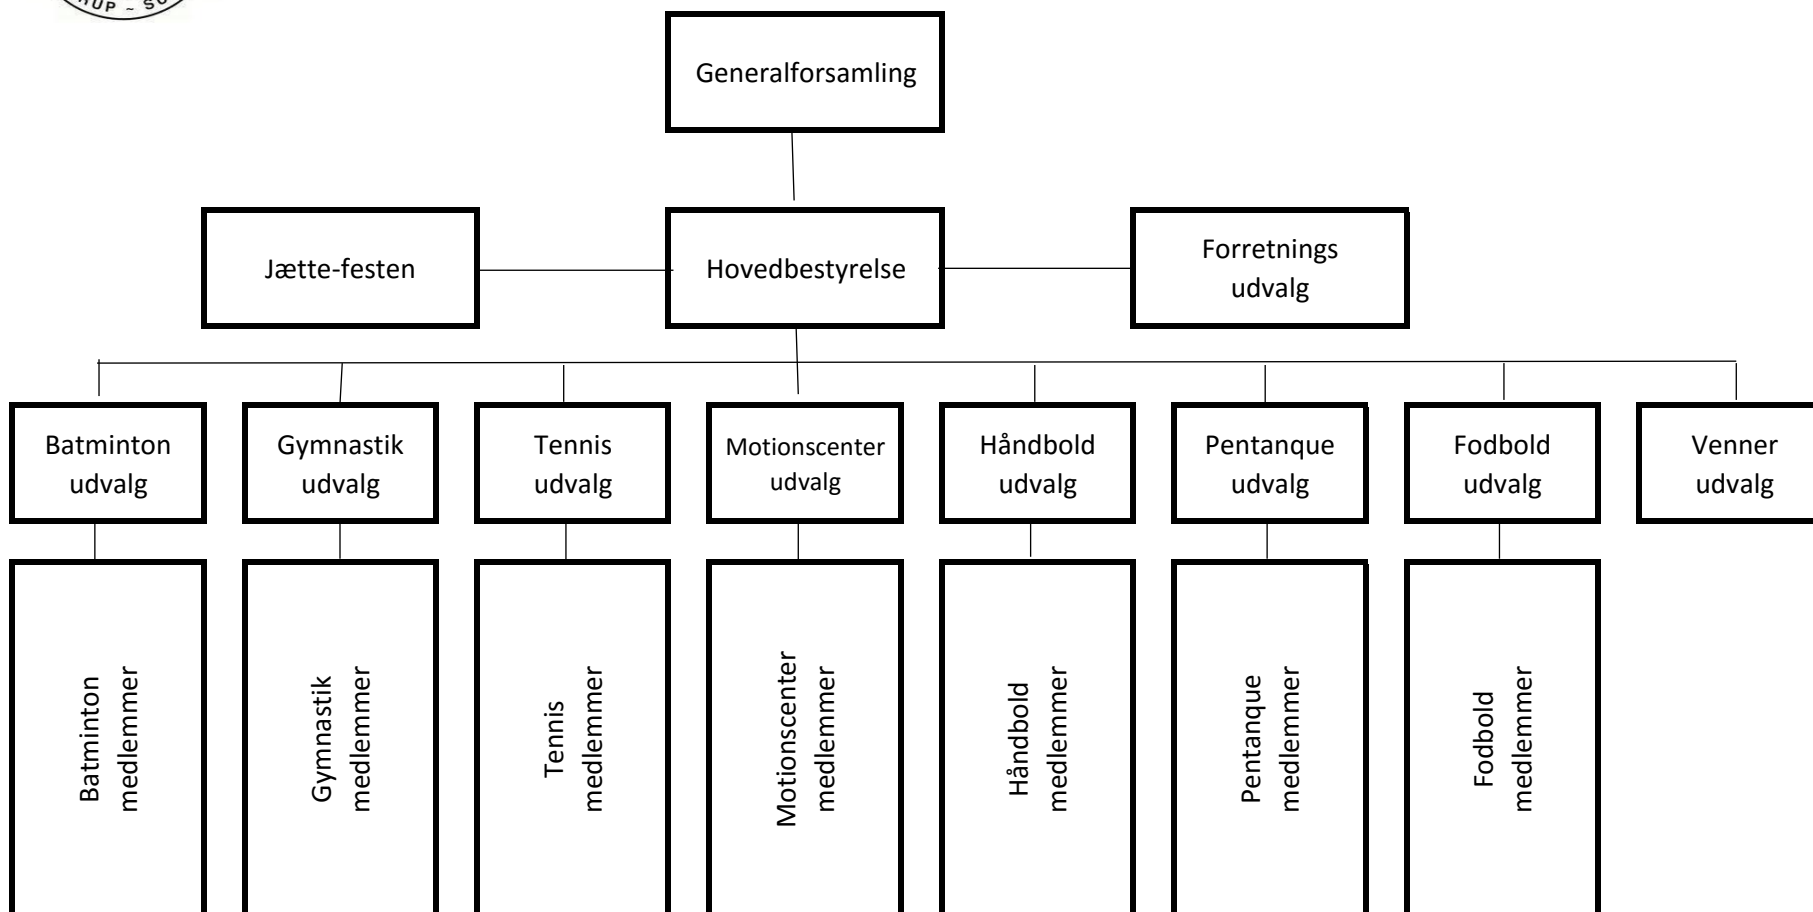 Generalforsamling
Jætte-festen
Hovedbestyrelse
Forretnings
udvalg
Batminton
udvalg
Gymnastik
udvalg
Tennis
udvalg
Motionscenter
udvalg
Håndbold
udvalg
Pentanque
udvalg
Fodbold
udvalg
Venner
udvalg
Batminton
medlemmer
Gymnastik
medlemmer
Tennis
medlemmer
Motionscenter
medlemmer
Håndbold
medlemmer
Pentanque
medlemmer
Fodbold
medlemmer